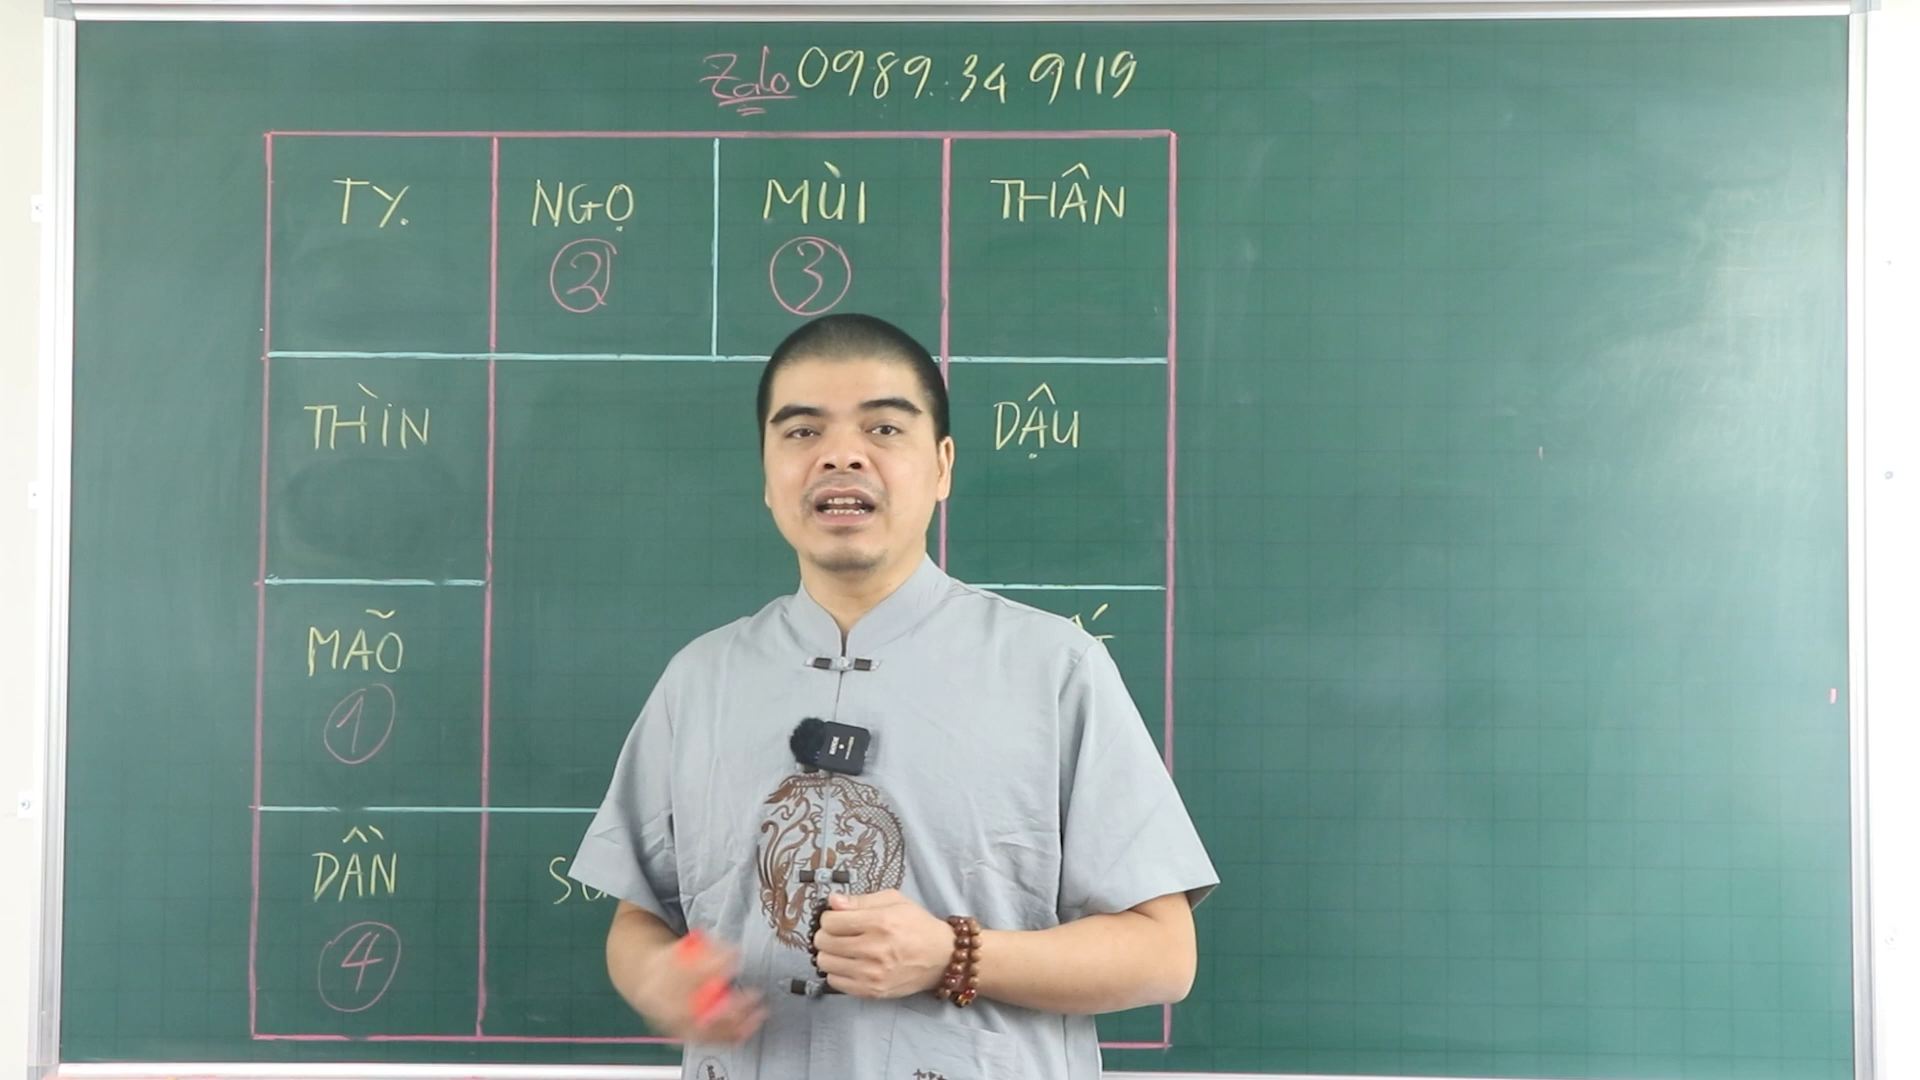 Zalo 0989.34 9119
TỴ
NGỌ
MÙI
THÂN
②
③
THÌN
DẬU
MÃO
①
DẦN
④